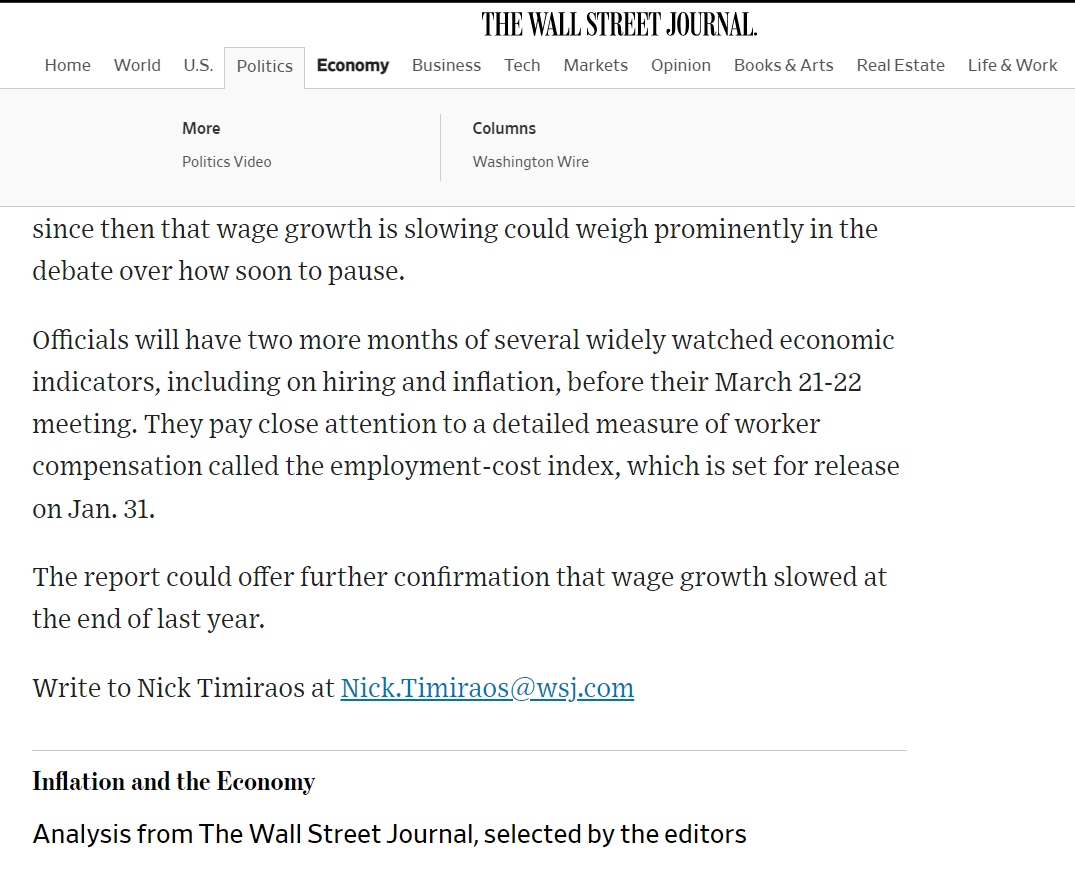 THE WALL STREET JOURNAL.
Home World U.S. Politics Economy Business Tech Markets Opinion Books & Arts Real Estate Life & Work
More
Politics Video
Columns
Washington Wire
since then that wage growth is slowing could weigh prominently in the
debate over how soon to pause.
Officials will have two more months of several widely watched economic
indicators, including on hiring and inflation, before their March 21-22
meeting. They pay close attention to a detailed measure of worker
compensation called the employment-cost index, which is set for release
on Jan. 31.
The report could offer further confirmation that wage growth slowed at
the end of last year.
Write to Nick Timiraos at Nick.Timiraos@wsj.com
Inflation and the Economy
Analysis from The Wall Street Journal, selected by the editors